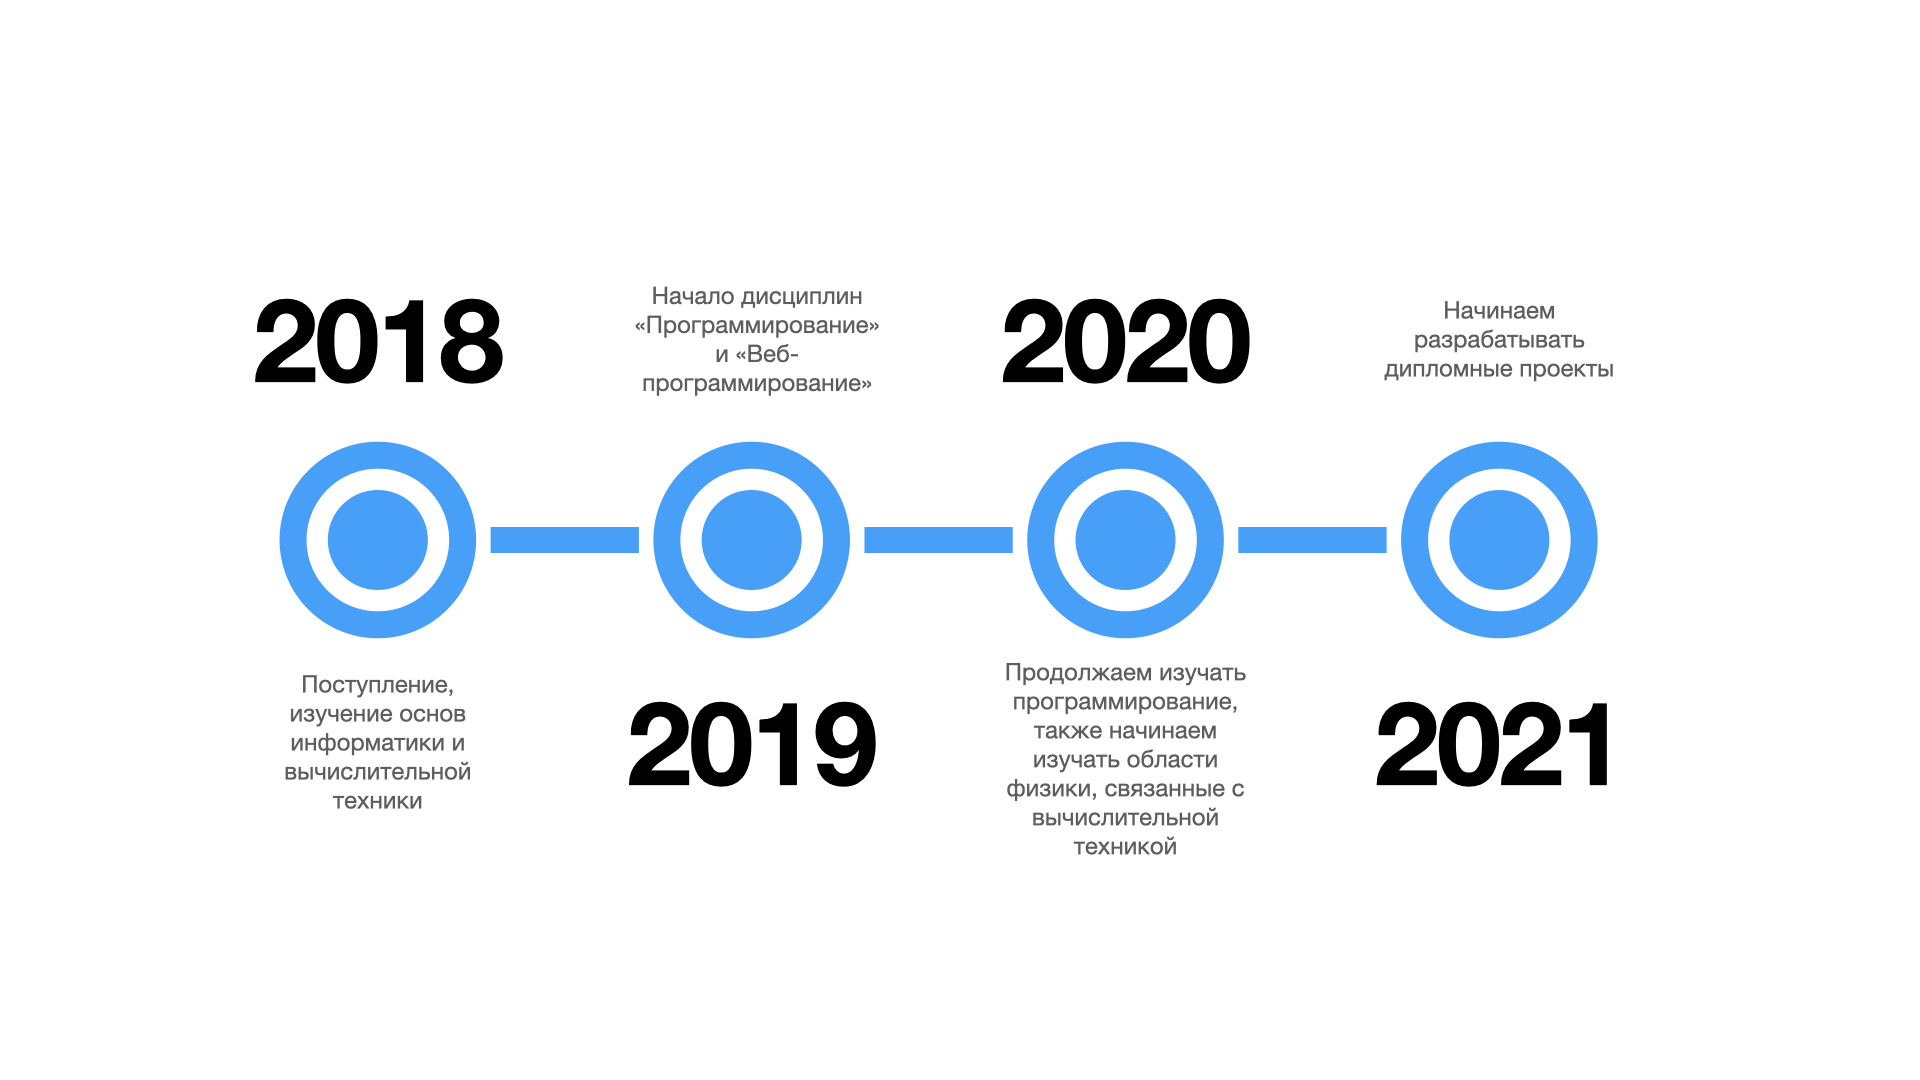 2018
Поступление,
изучение основ
информатики и
вычислительной
техники
Начало дисциплин
«Программирование»
и «Веб-
программирование»
2019
2020
Продолжаем изучать
программирование,
также начинаем
изучать области
физики, связанные с
вычислительной
техникой
Начинаем
разрабатывать
дипломные проекты
2021